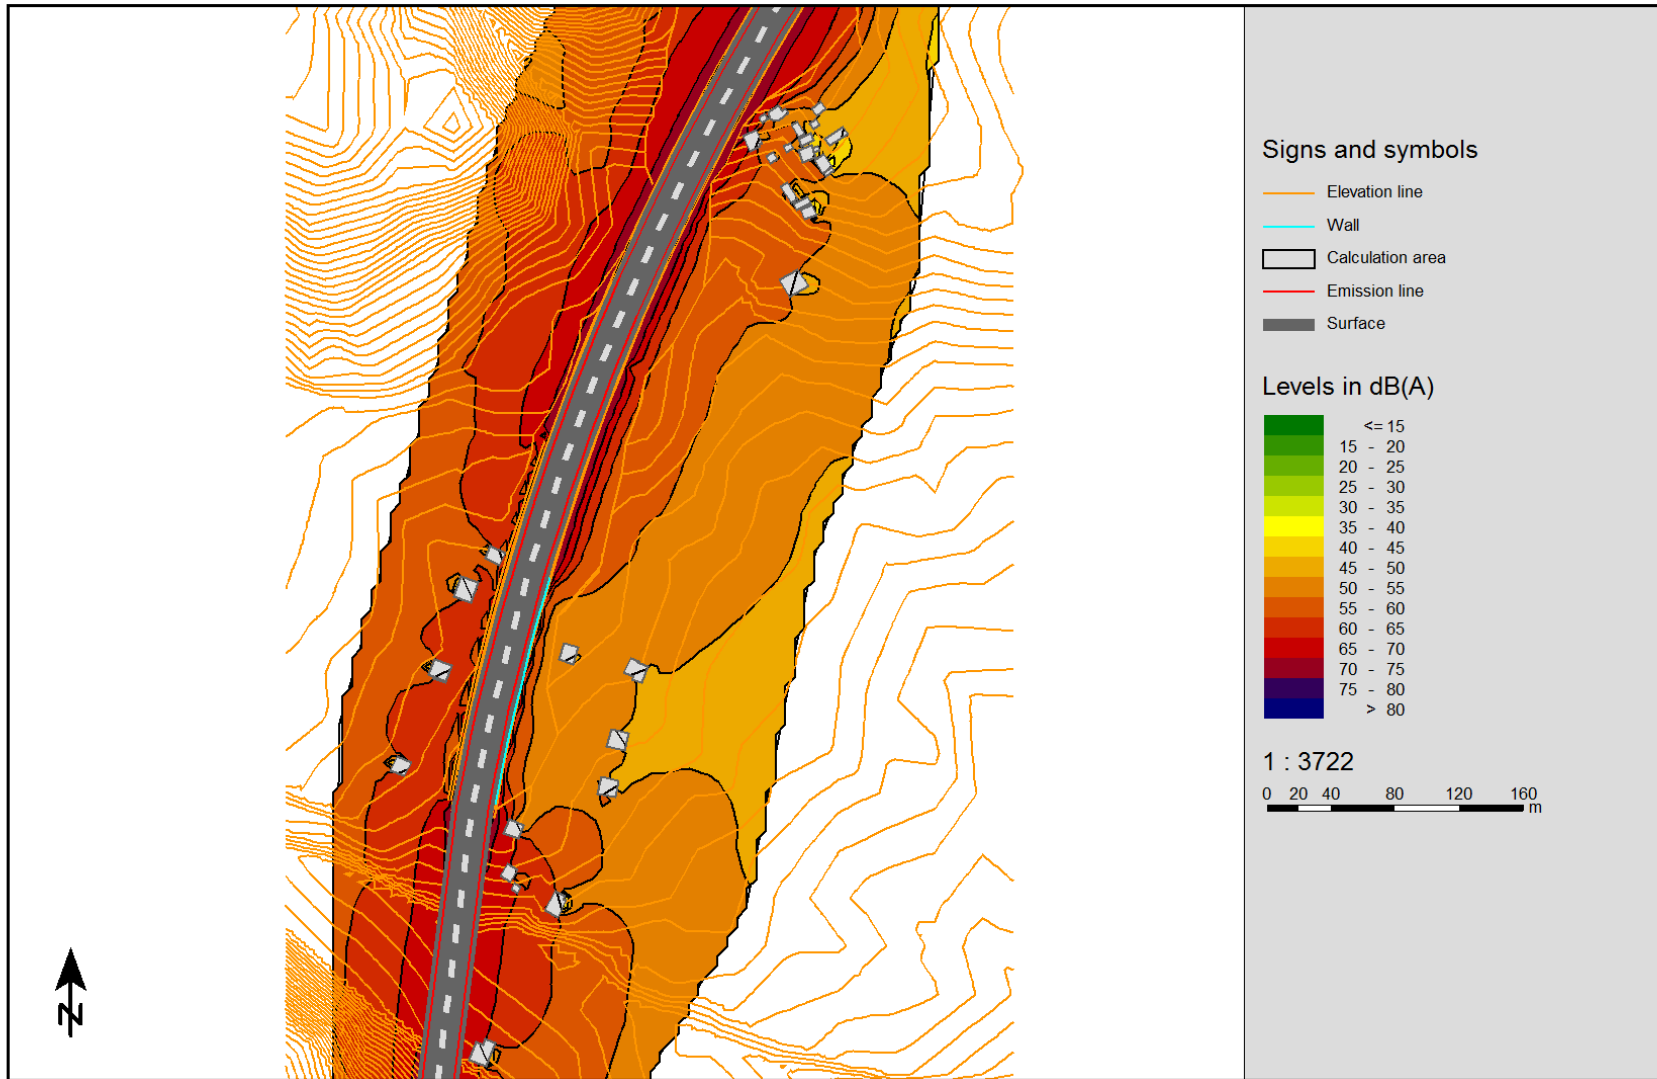 Signs and symbols
Elevation line
Wall
Calculation area
Emission line
Surface
Levels in dB(A)
<= 15
15 - 20
20 - 25
25 - 30
30 - 35
35 - 40
40 - 45
45 - 50
50 - 55
55 - 60
60 - 65
65 - 70
70 - 75
75 - 80
> 80
1 : 3722
0 20 40 80 120 160
m
N